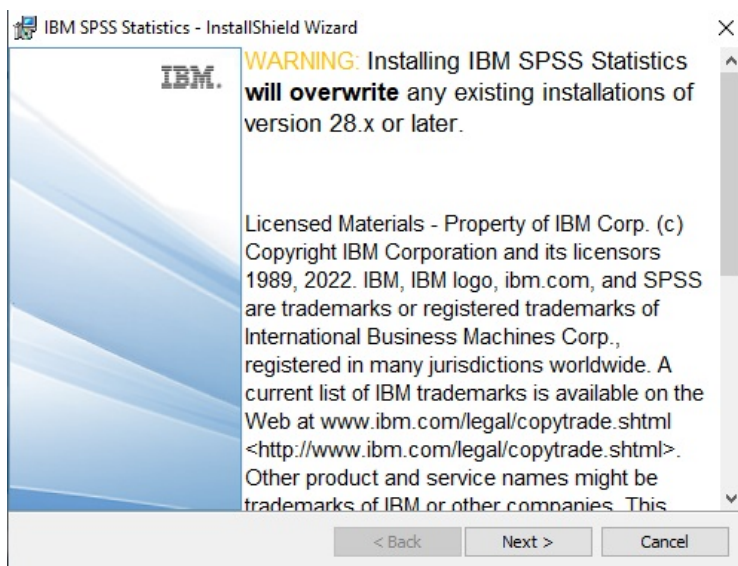 IBM SPSS Statistics - InstallShield Wizard
IBM.
WARNING: Installing IBM SPSS Statistics
will overwrite any existing installations of
version 28.x or later.
Licensed Materials - Property of IBM Corp. (c)
Copyright IBM Corporation and its licensors
1989, 2022. IBM, IBM logo, ibm.com, and SPSS
are trademarks or registered trademarks of
International Business Machines Corp.,
registered in many jurisdictions worldwide. A
current list of IBM trademarks is available on the
Web at www.ibm.com/legal/copytrade.shtml
<http://www.ibm.com/legal/copytrade.shtml>.
Other product and service names might be
trademarks of IBM or other companies. This
< Back Next > Cancel